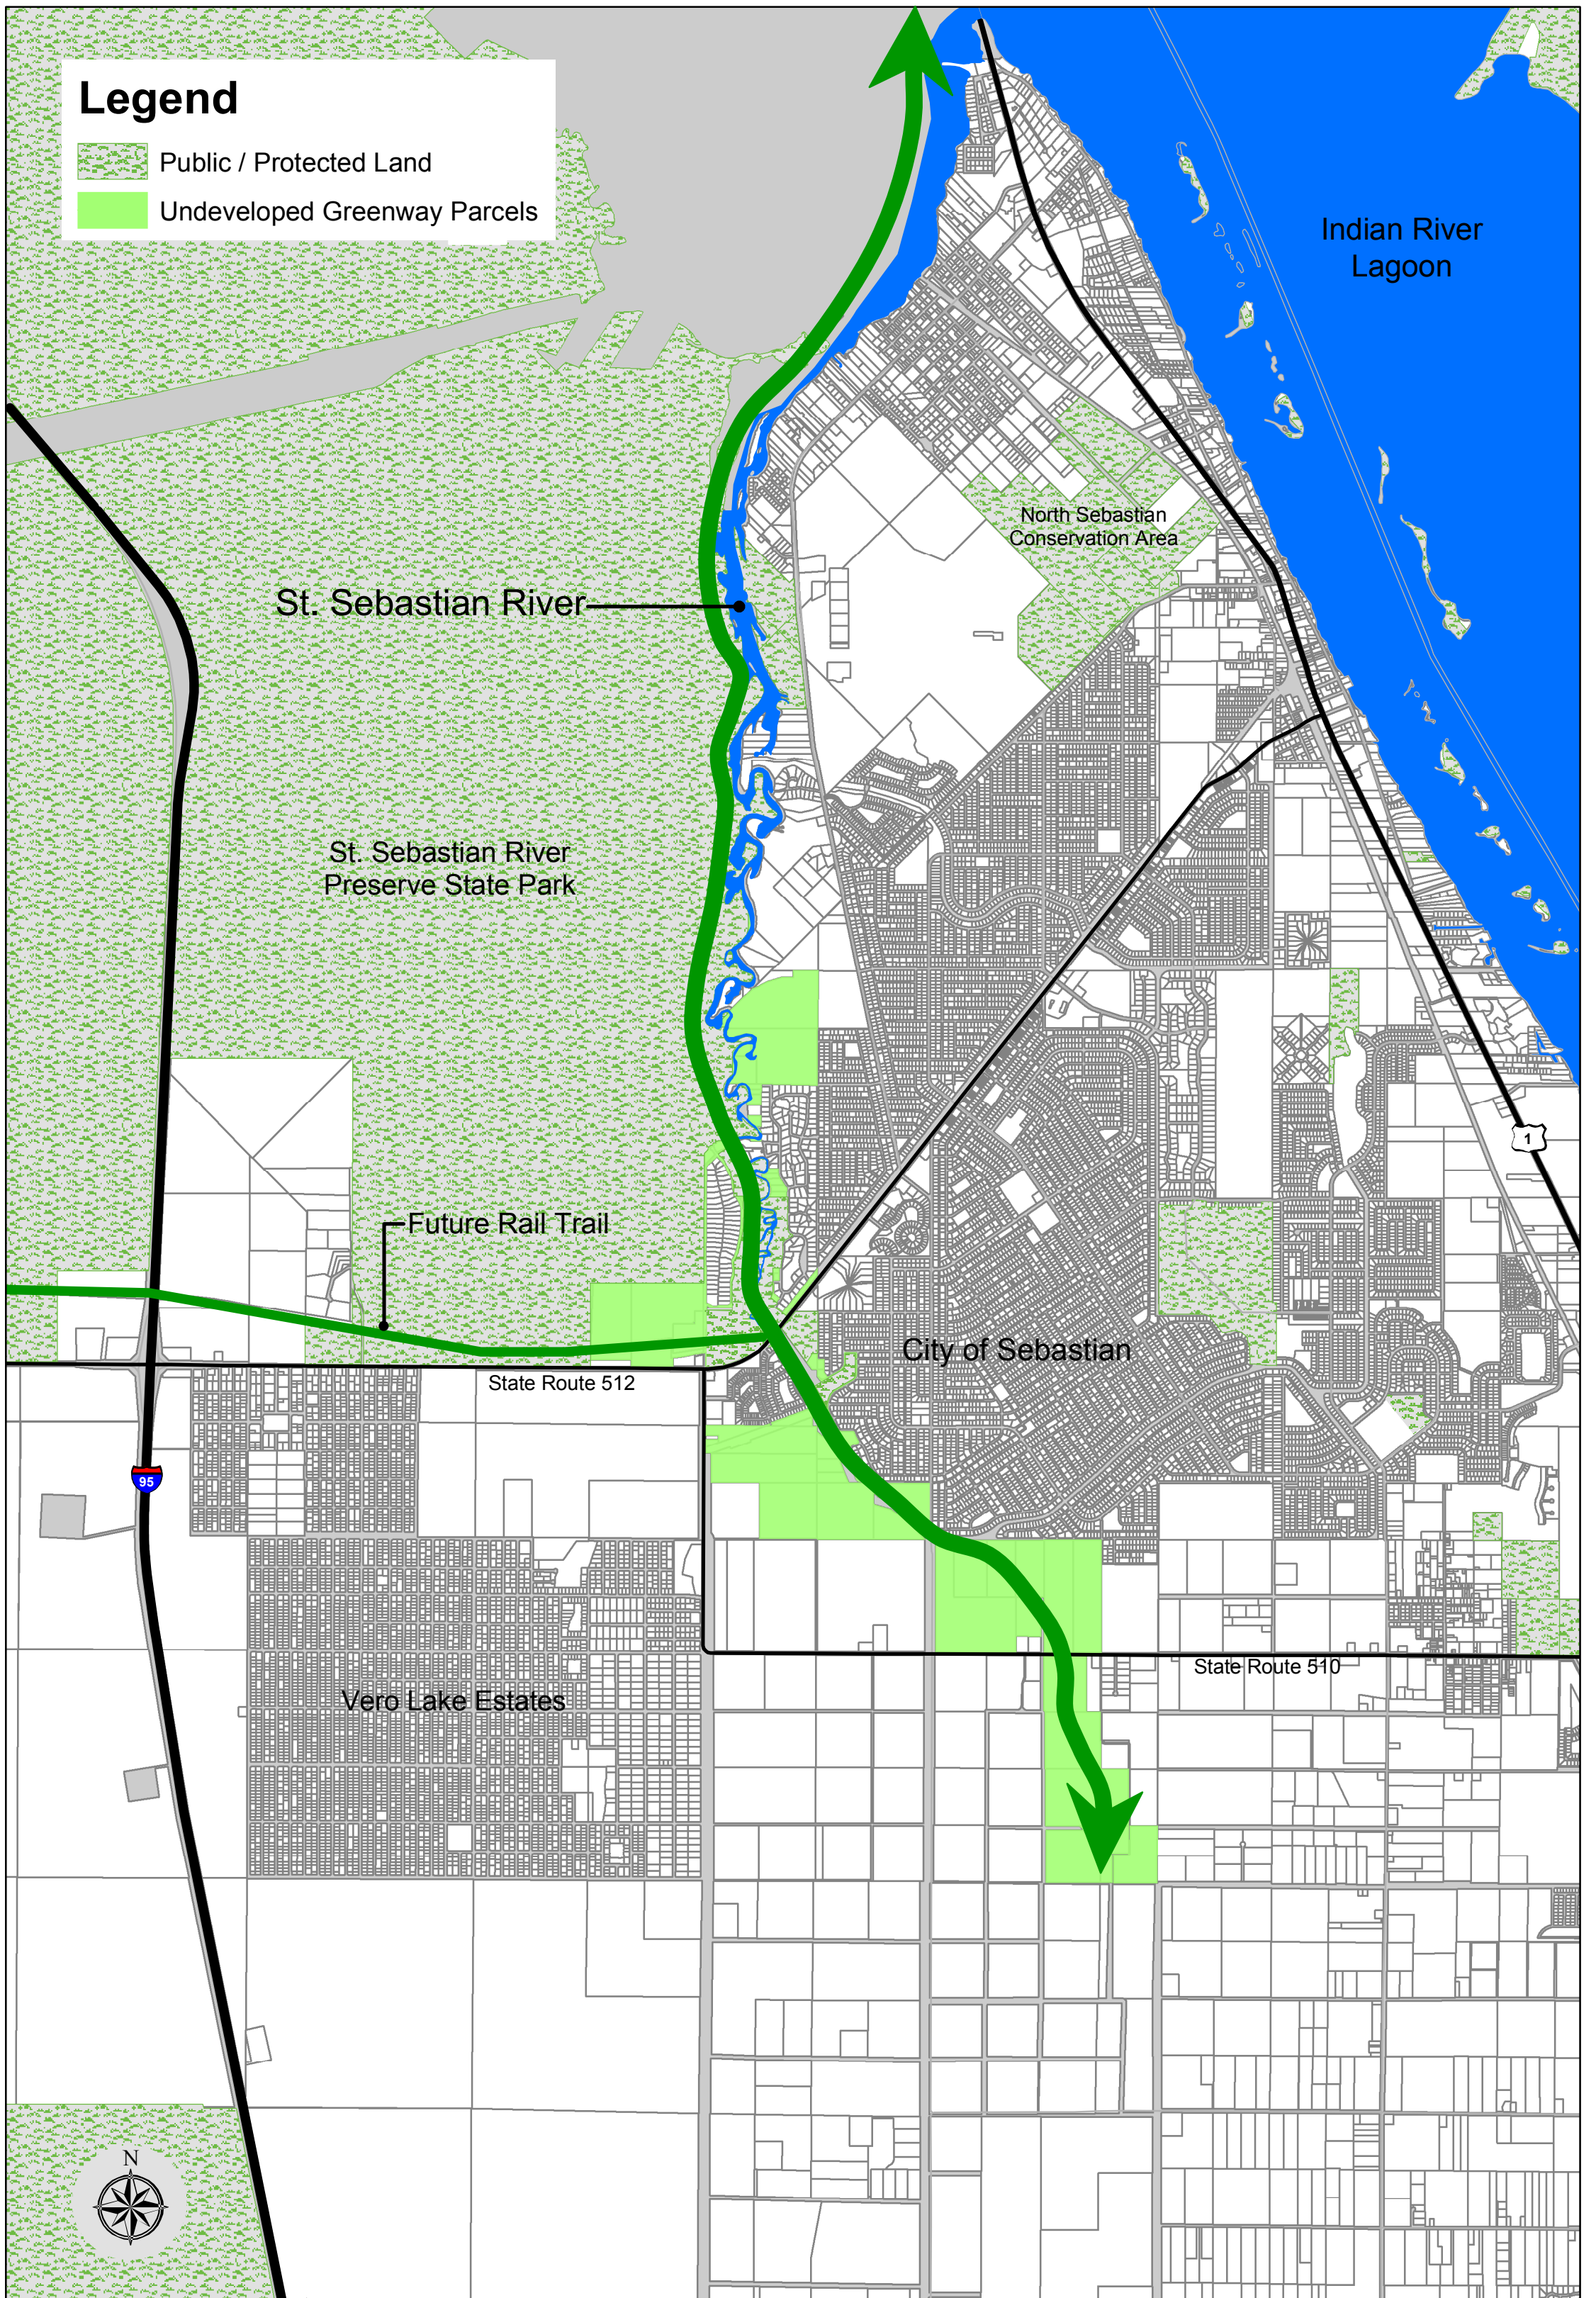 Legend
Public / Protected Land
Undeveloped Greenway Parcels
Indian River
Lagoon
North Sebastian
Conservation Area
St. Sebastian River
St. Sebastian River
Preserve State Park
1
Future Rail Trail
City of Sebastian
State Route 512
95
State Route 510
Vero Lake Estates
N